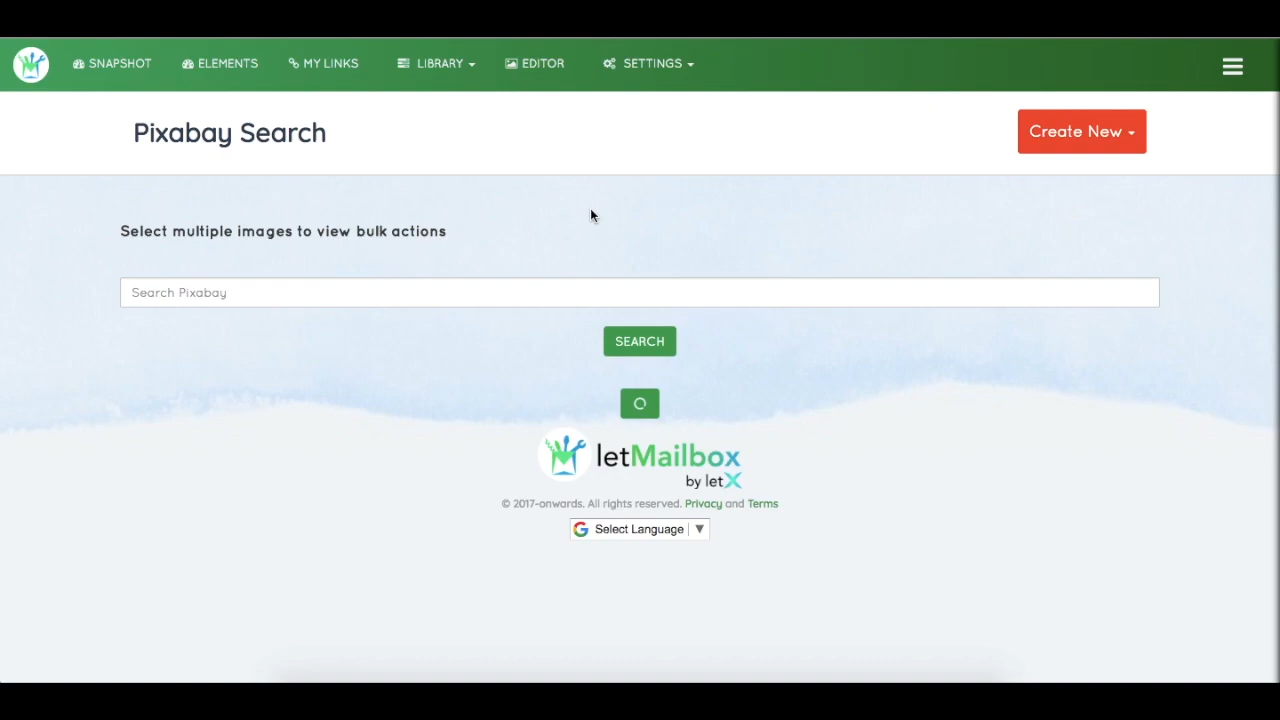 SNAPSHOT ELEMENTS MY LINKS LIBRARY EDITOR SETTINGS
Pixabay Search
Create New
Select multiple images to view bulk actions
Search Pixabay
SEARCH
letMailbox
by letX
© 2017-onwards. All rights reserved. Privacy and Terms
Select Language ▼